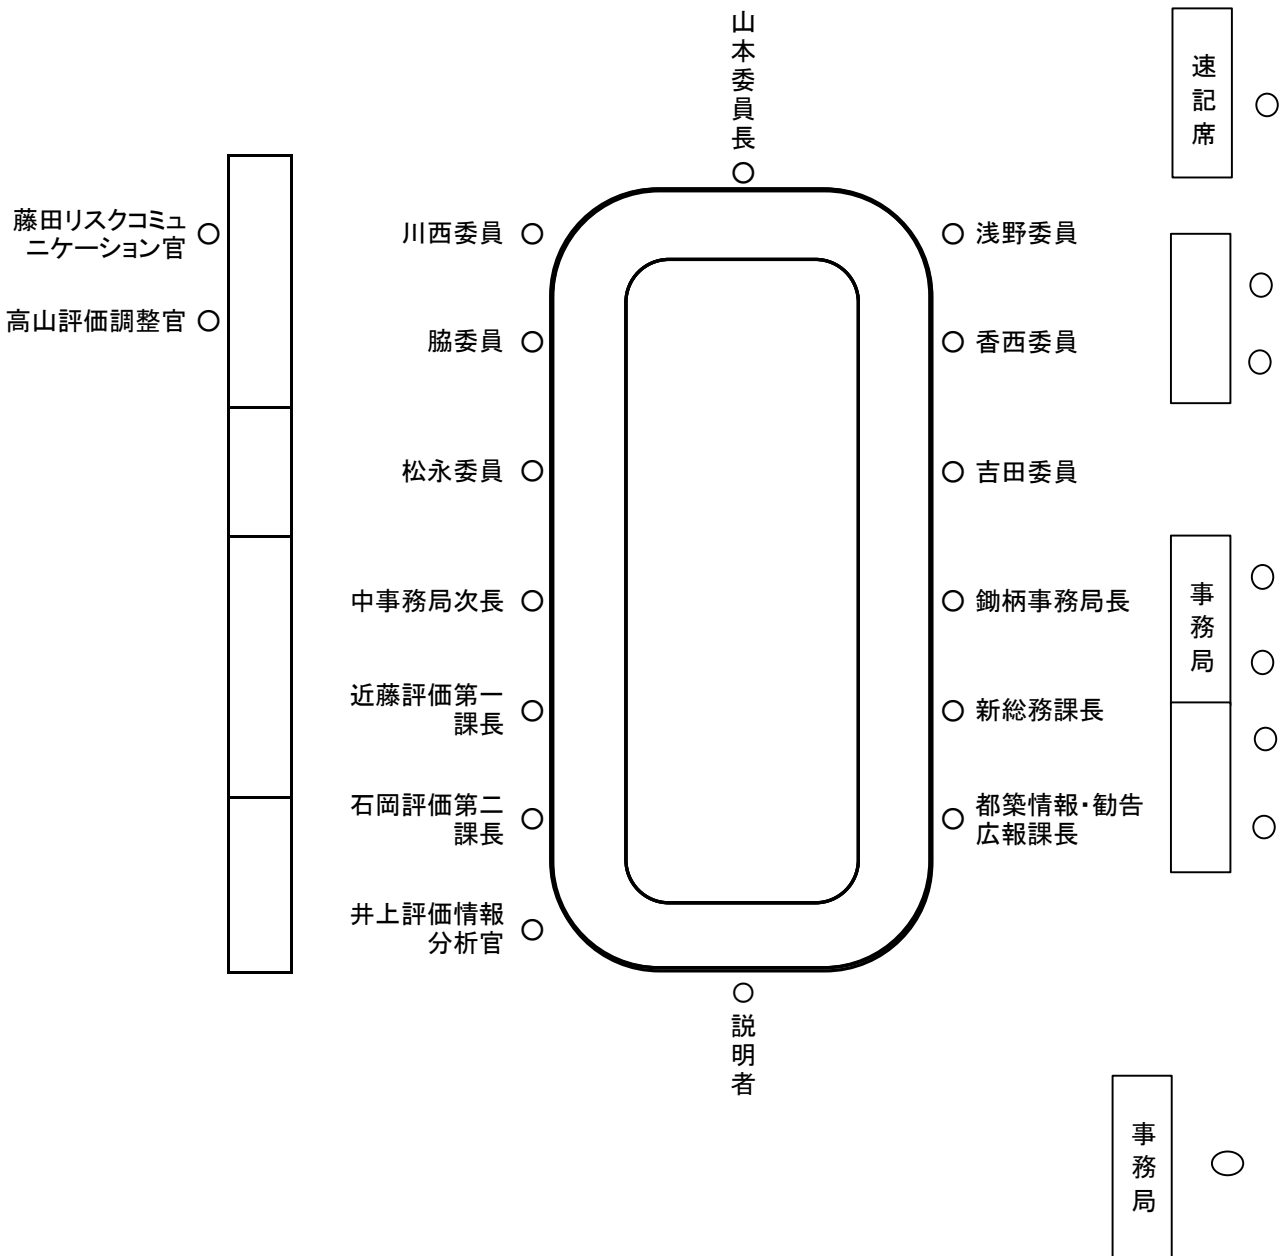 山本委員長
速記席
藤田リスクコミュ
ニケーション官
川西委員
浅野委員
高山評価調整官
脇委員
香西委員
松永委員
吉田委員
中事務局次長
鋤柄事務局長
事務局
近藤評価第一
課長
新総務課長
石岡評価第二
課長
都築情報・勧告
広報課長
井上評価情報
分析官
説明者
事務局